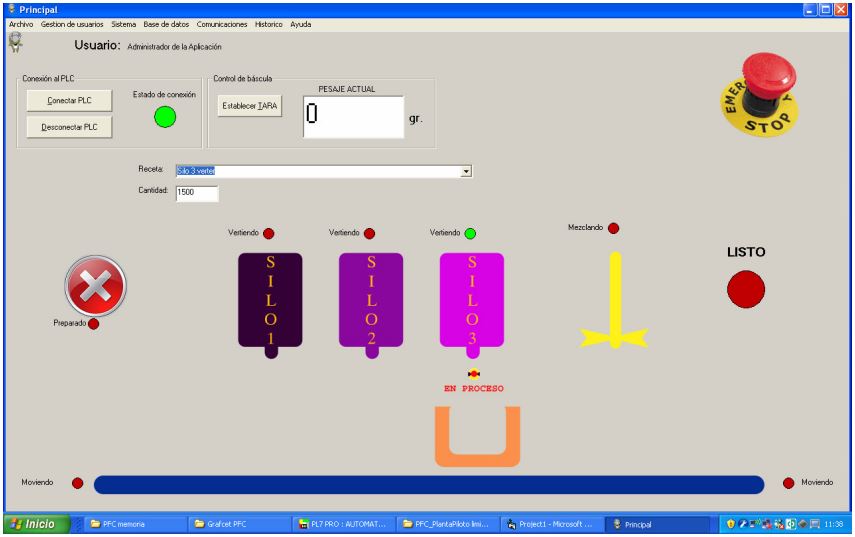 Principal
Archivo Gestion de usuarios Sistema Base de datos Comunicaciones Historico Ayuda
Usuario: Administrador de la Aplicación
Conexión al PLC
Conectar PLC
Desconectar PLC
Estado de conexión
Control de báscula
Establecer TARA
PESAJE ACTUAL
0
gr.
EMERGENCY
STOP
Receta: Silo 3 verter
Cantidad: 1500
Vertiendo
Vertiendo
Vertiendo
Mezclando
LISTO
Preparado
SILO1
SILO2
SILO3
EN PROCESO
Moviendo
Moviendo
Inicio
PFC memoria
Grafcet PFC
PL7 PRO : AUTOMAT...
PFC_PlantaPiloto limi...
Project1 - Microsoft ...
Principal
11:38